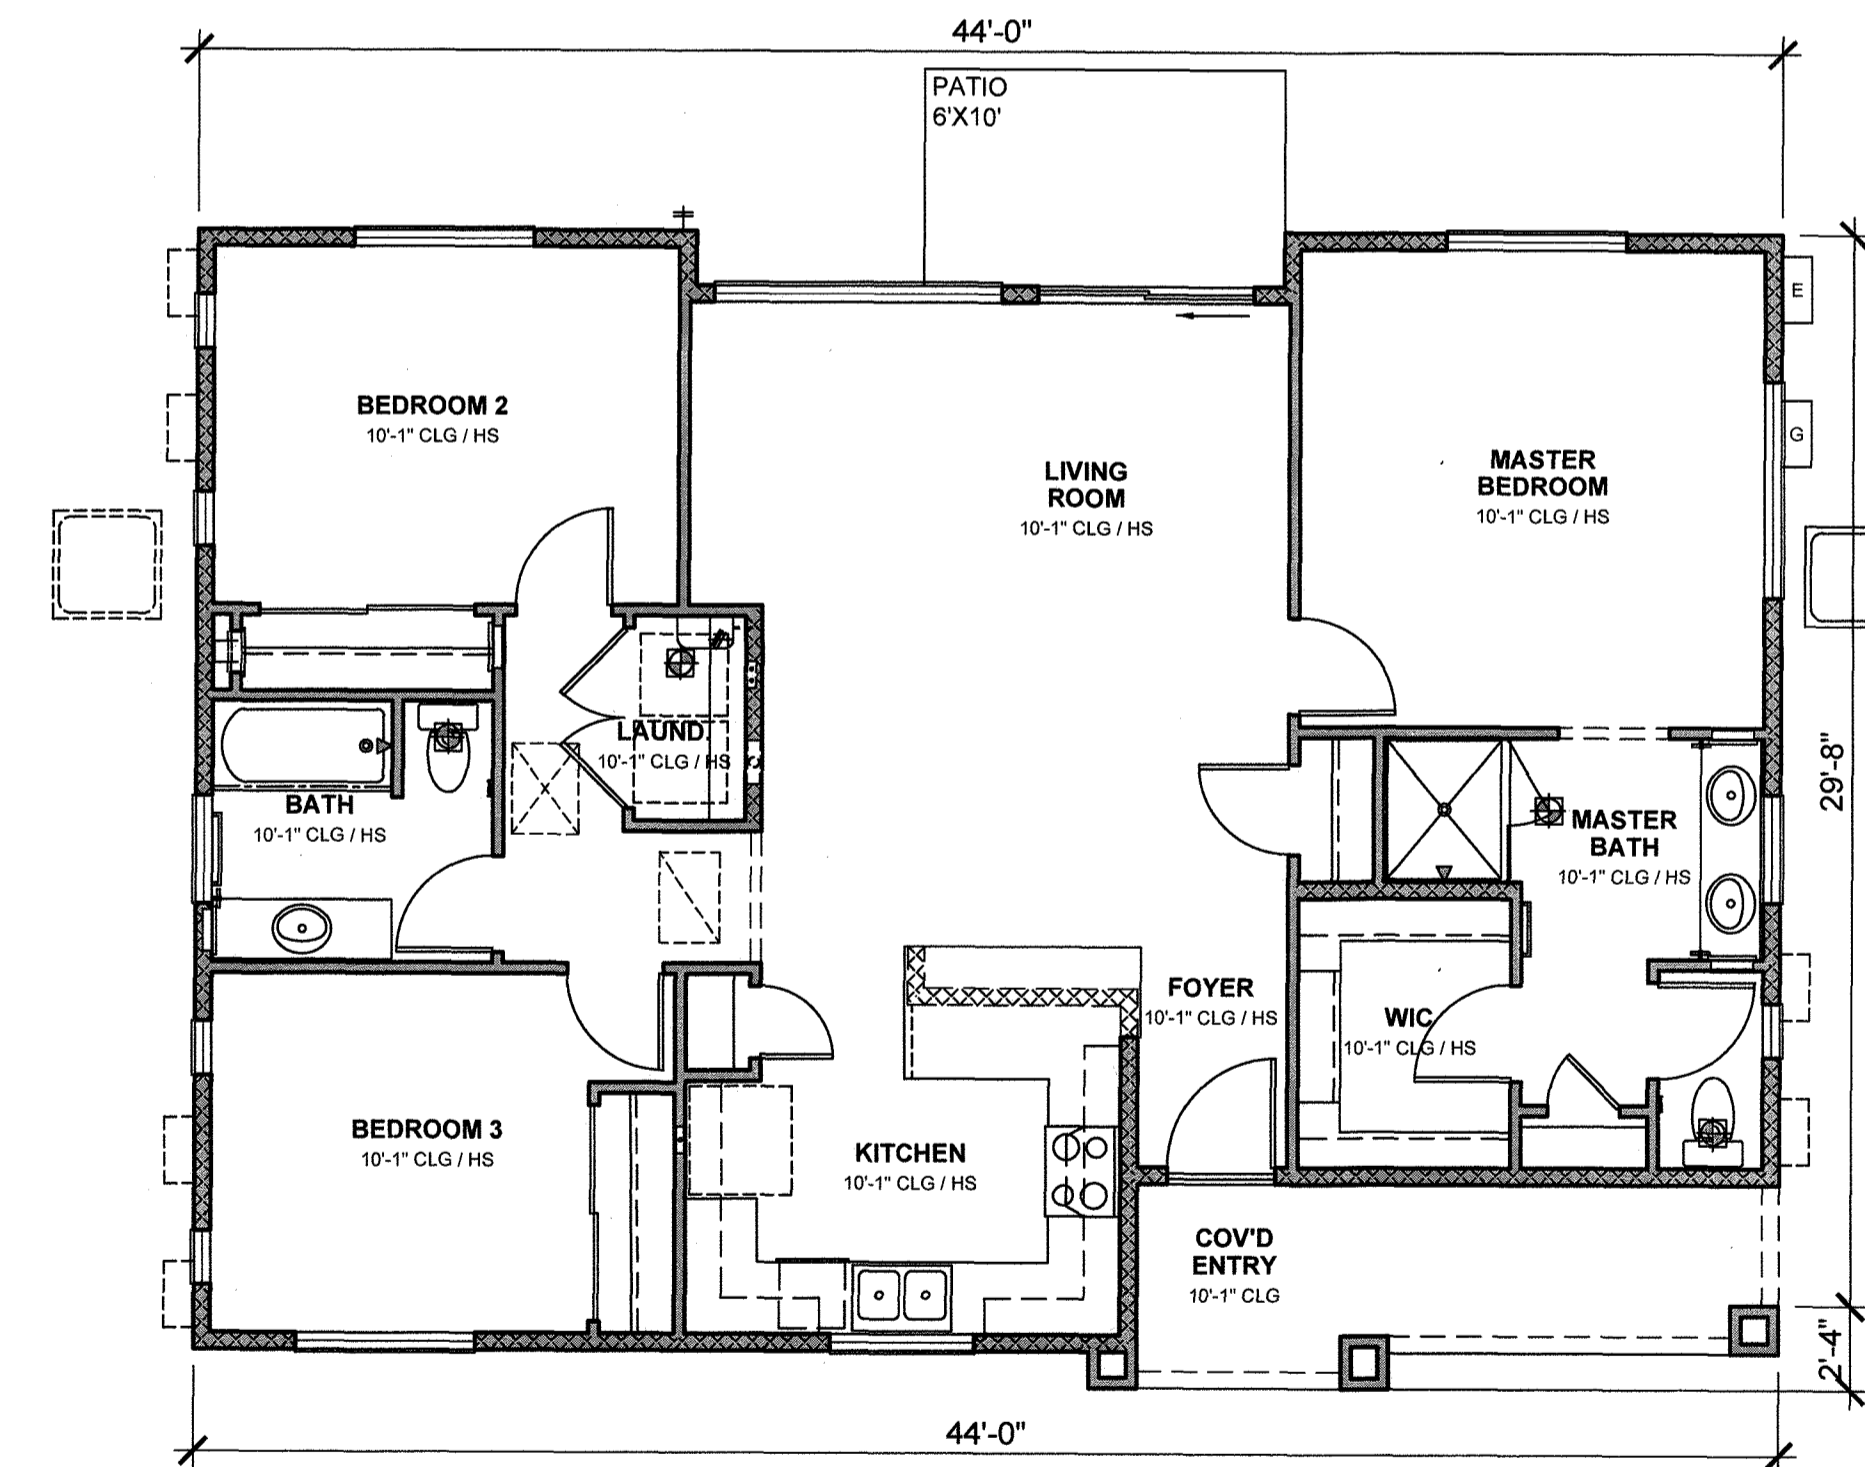 44'-0"
PATIO
6'X10'
E
G
BEDROOM 2
10'-1" CLG / HS
LIVING
ROOM
10'-1" CLG / HS
MASTER
BEDROOM
10'-1" CLG / HS
LAUND.
10'-1" CLG / HS
BATH
10'-1" CLG / HS
MASTER
BATH
10'-1" CLG / HS
29'-8"
FOYER
10'-1" CLG / HS
WIC
10'-1" CLG / HS
BEDROOM 3
10'-1" CLG / HS
KITCHEN
10'-1" CLG / HS
COV'D
ENTRY
10'-1" CLG
2'-4"
44'-0"